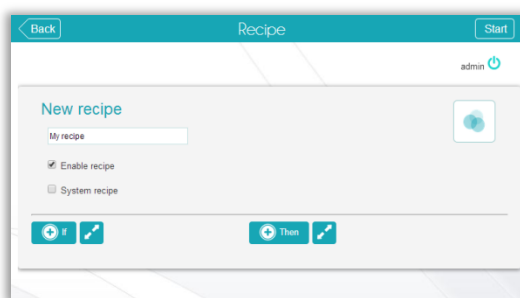 Back Recipe Start
admin
New recipe
My recipe
Enable recipe
System recipe
If Then